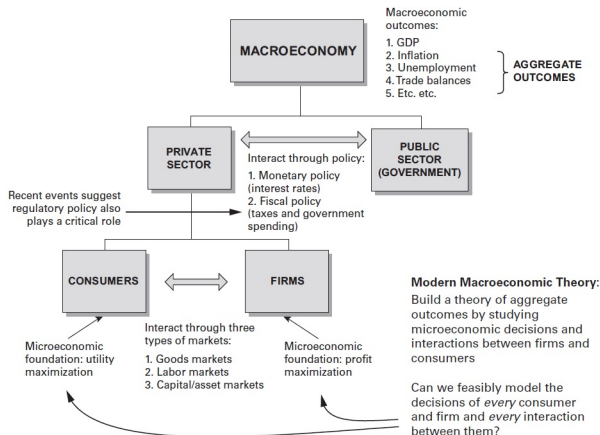 Macroeconomic
outcomes:
1. GDP
2. Inflation
3. Unemployment
4. Trade balances
5. Etc. etc.
AGGREGATE
OUTCOMES
MACROECONOMY
PRIVATE
SECTOR
PUBLIC
SECTOR
(GOVERNMENT)
Interact through policy:
1. Monetary policy
(interest rates)
2. Fiscal policy
(taxes and government
spending)
Recent events suggest
regulatory policy also
plays a critical role
CONSUMERS
FIRMS
Microeconomic
foundation: utility
maximization
Interact through three
types of markets:
1. Goods markets
2. Labor markets
3. Capital/asset markets
Microeconomic
foundation: profit
maximization
Modern Macroeconomic Theory:
Build a theory of aggregate
outcomes by studying
microeconomic decisions and
interactions between firms and
consumers
Can we feasibly model the
decisions of every consumer
and firm and every interaction
between them?